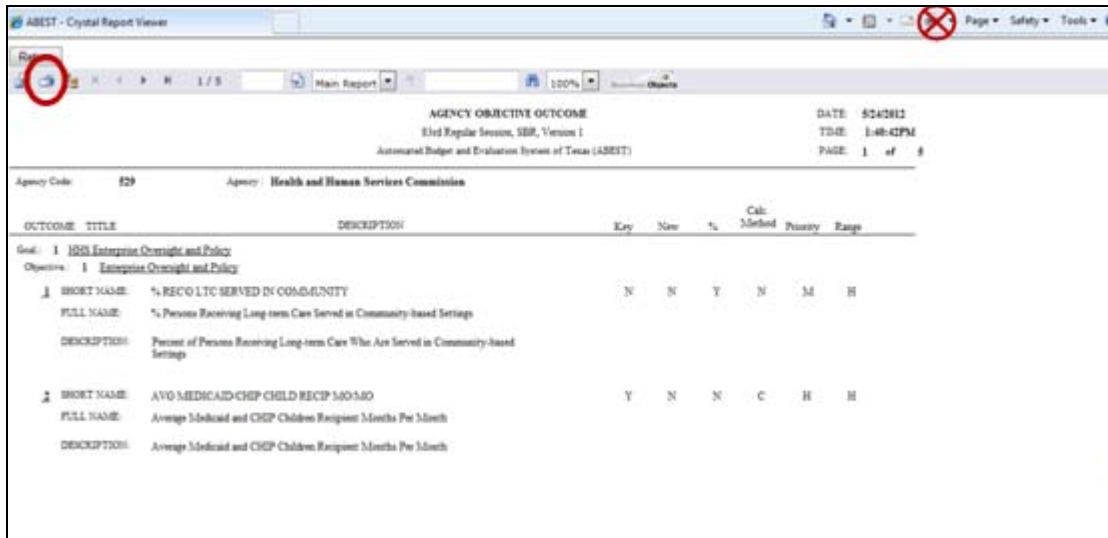 ABEST - Crystal Report Viewer
Page Safety Tools
1 / 5 Main Report 100% Objects
AGENCY OBJECTIVE OUTCOME DATE: 5/24/2012
83rd Regular Session, SBR, Version 1 TIME: 1:40:42PM
Automated Budget and Evaluation System of Texas (ABEST) PAGE: 1 of 5
Agency Code: 529 Agency: Health and Human Services Commission
OUTCOME TITLE DESCRIPTION Key New % Calc. Method Priority Range
Goal: 1 HHS Enterprise Oversight and Policy
Objective: 1 Enterprise Oversight and Policy
1 SHORT NAME: % RECO LTC SERVED IN COMMUNITY N N Y N M H
FULL NAME: % Persons Receiving Long-term Care Served in Community-based Settings
DESCRIPTION: Percent of Persons Receiving Long-term Care Who Are Served in Community-based
Settings
2 SHORT NAME: AVG MEDICAID/CHIP CHILD RECIP MO/MO Y N N C H H
FULL NAME: Average Medicaid and CHIP Children Recipient Months Per Month
DESCRIPTION: Average Medicaid and CHIP Children Recipient Months Per Month